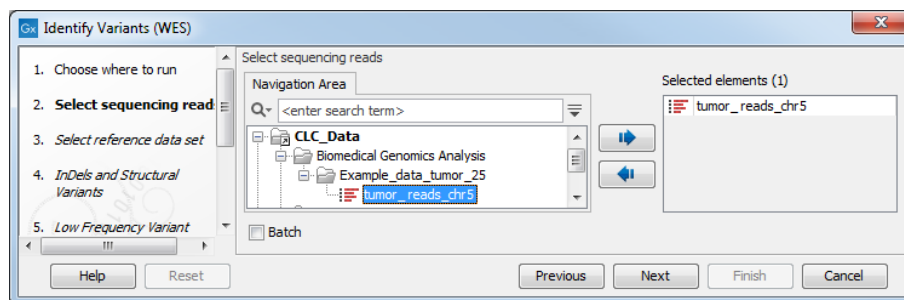 Gx Identify Variants (WES)
1. Choose where to run
2. Select sequencing read
3. Select reference data set
4. InDels and Structural
Variants
5. Low Frequency Variant
Select sequencing reads
Navigation Area
<enter search term>
CLC_Data
Biomedical Genomics Analysis
Example_data_tumor_25
tumor_reads_chr5
Batch
Selected elements (1)
tumor_reads_chr5
Help
Reset
Previous
Next
Finish
Cancel